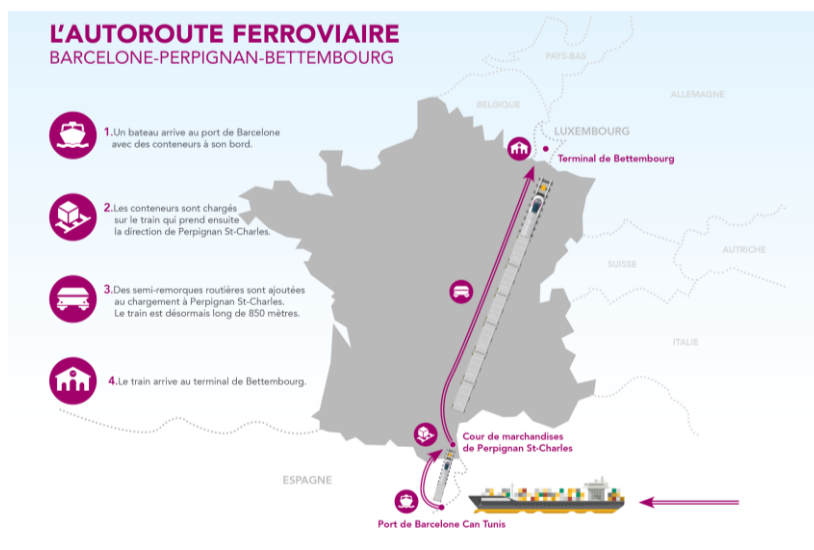 L'AUTOROUTE FERROVIAIRE
BARCELONE-PERPIGNAN-BETTEMBOURG
1.Un bateau arrive au port de Barcelone
avec des conteneurs à son bord.
2.Les conteneurs sont chargés
sur le train qui prend ensuite
la direction de Perpignan St-Charles.
3.Des semi-remorques routières sont ajoutées
au chargement à Perpignan St-Charles.
Le train est désormais long de 850 mètres.
4.Le train arrive au terminal de Bettembourg.
PAYS-BAS
ALLEMAGNE
BELGIQUE
LUXEMBOURG
Terminal de Bettembourg
AUTRICHE
SUISSE
ITALIE
Cour de marchandises
de Perpignan St-Charles
ESPAGNE
Port de Barcelone Can Tunis